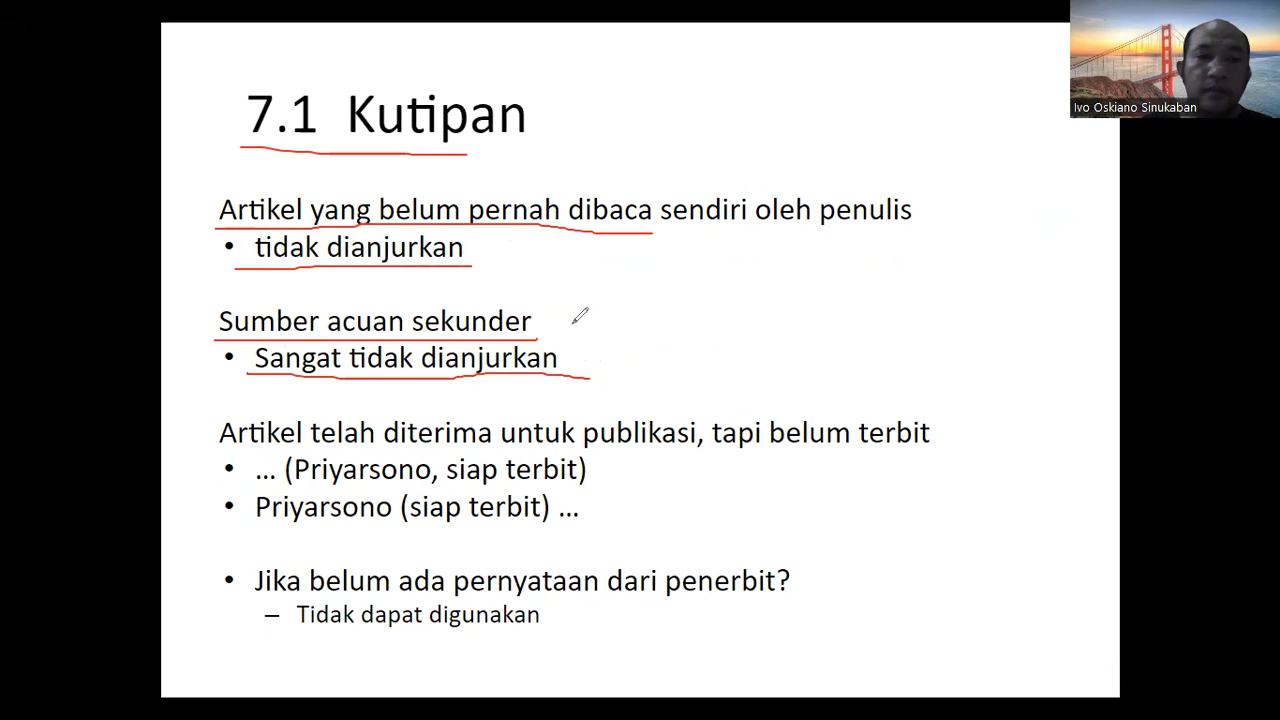 7.1 Kutipan
Artikel yang belum pernah dibaca sendiri oleh penulis
• tidak dianjurkan
Sumber acuan sekunder
• Sangat tidak dianjurkan
Artikel telah diterima untuk publikasi, tapi belum terbit
• … (Priyarsono, siap terbit)
• Priyarsono (siap terbit) …
• Jika belum ada pernyataan dari penerbit?
– Tidak dapat digunakan
Ivo Oskiano Sinukaban